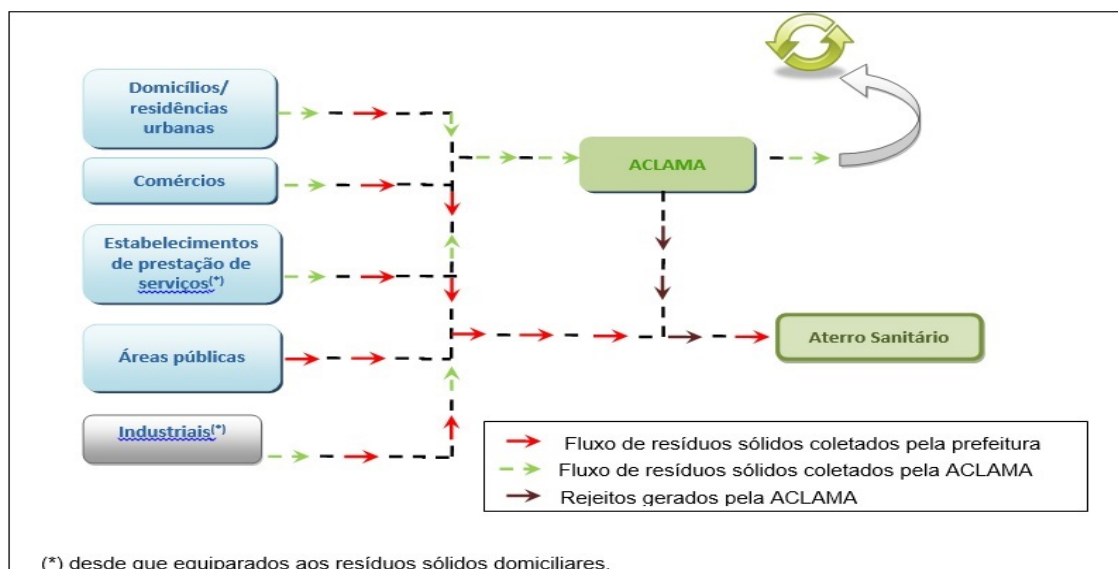 Domicílios/
residências
urbanas
Comércios
Estabelecimentos
de prestação de
serviços(*)
Áreas públicas
Industriais(*)
ACLAMA
Aterro Sanitário
Fluxo de resíduos sólidos coletados pela prefeitura
Fluxo de resíduos sólidos coletados pela ACLAMA
Rejeitos gerados pela ACLAMA
(*) desde que equiparados aos resíduos sólidos domiciliares.